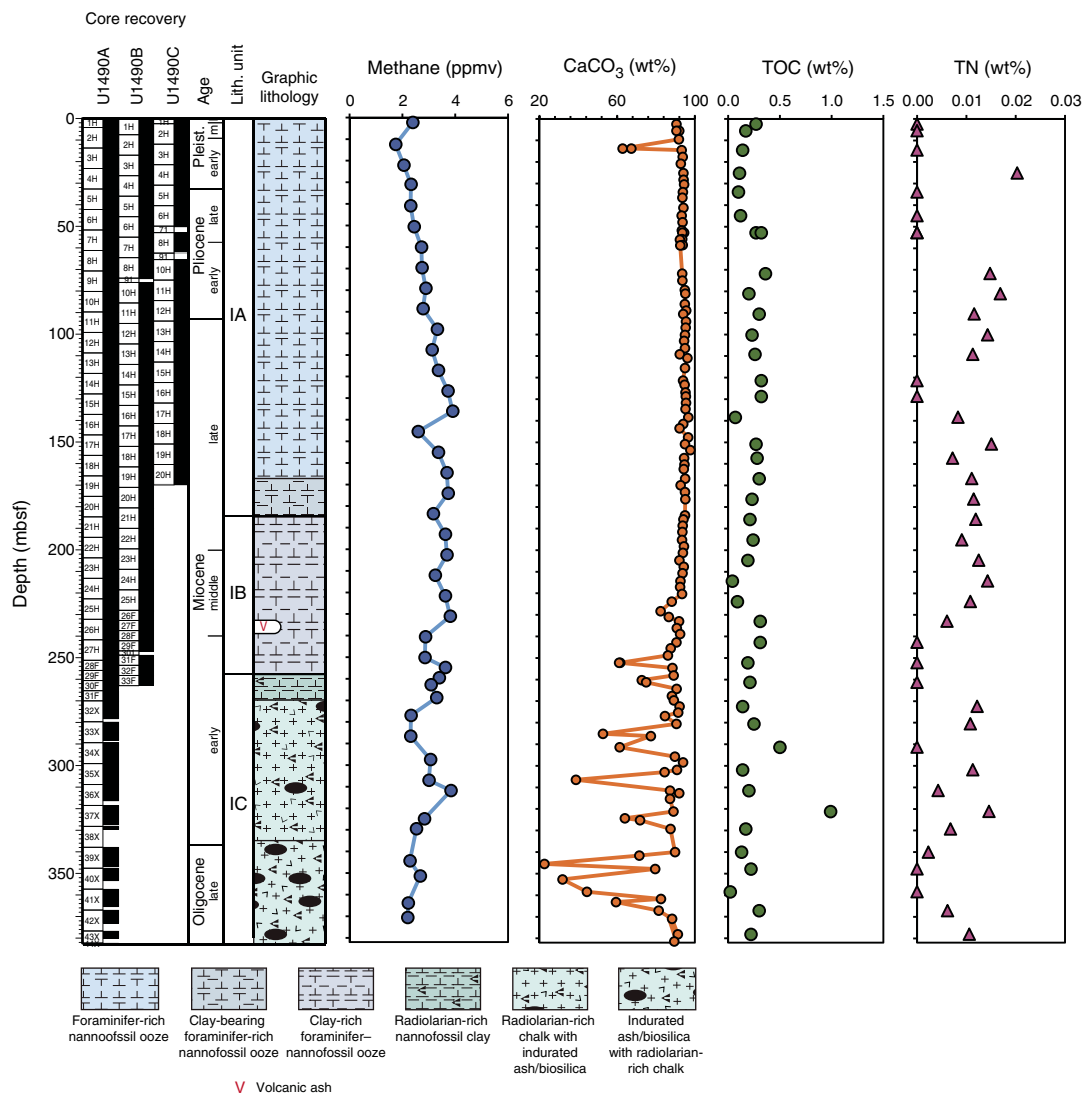 Core recovery
U1490A
U1490B
U1490C
Age
Lith. unit
Graphic
lithology
Methane (ppmv)
0 2 4 6
CaCO3 (wt%)
20 60 100
TOC (wt%)
0.0 0.5 1.0 1.5
TN (wt%)
0.00 0.01 0.02 0.03
Depth (mbsf)
0
50
100
150
200
250
300
350
1H
2H
3H
4H
5H
6H
7H
8H
9H
10H
11H
12H
13H
14H
15H
16H
17H
18H
19H
20H
21H
22H
23H
24H
25H
26H
27H
28F
29F
30F
31F
32X
33X
34X
35X
36X
37X
38X
39X
40X
41X
42X
43X
1H
2H
3H
4H
5H
6H
7H
8H
9I
10H
11H
12H
13H
14H
15H
16H
17H
18H
19H
20H
21H
22H
23H
24H
25H
26F
27F
28F
29F
31F
32F
33F
1H
2H
3H
4H
5H
6H
7I
8H
9I
10H
11H
12H
13H
14H
15H
16H
17H
18H
19H
20H
Pleist.
m l
early
Pliocene
late
early
Miocene
late
middle
early
Oligocene
late
IA
IB
IC
V
Foraminifer-rich
nannoofssil ooze
Clay-bearing
foraminifer-rich
nannofossil ooze
Clay-rich
foraminifer–
nannofossil ooze
Radiolarian-rich
nannofossil clay
Radiolarian-rich
chalk with
indurated
ash/biosilica
Indurated
ash/biosilica
with radiolarian-
rich chalk
V Volcanic ash